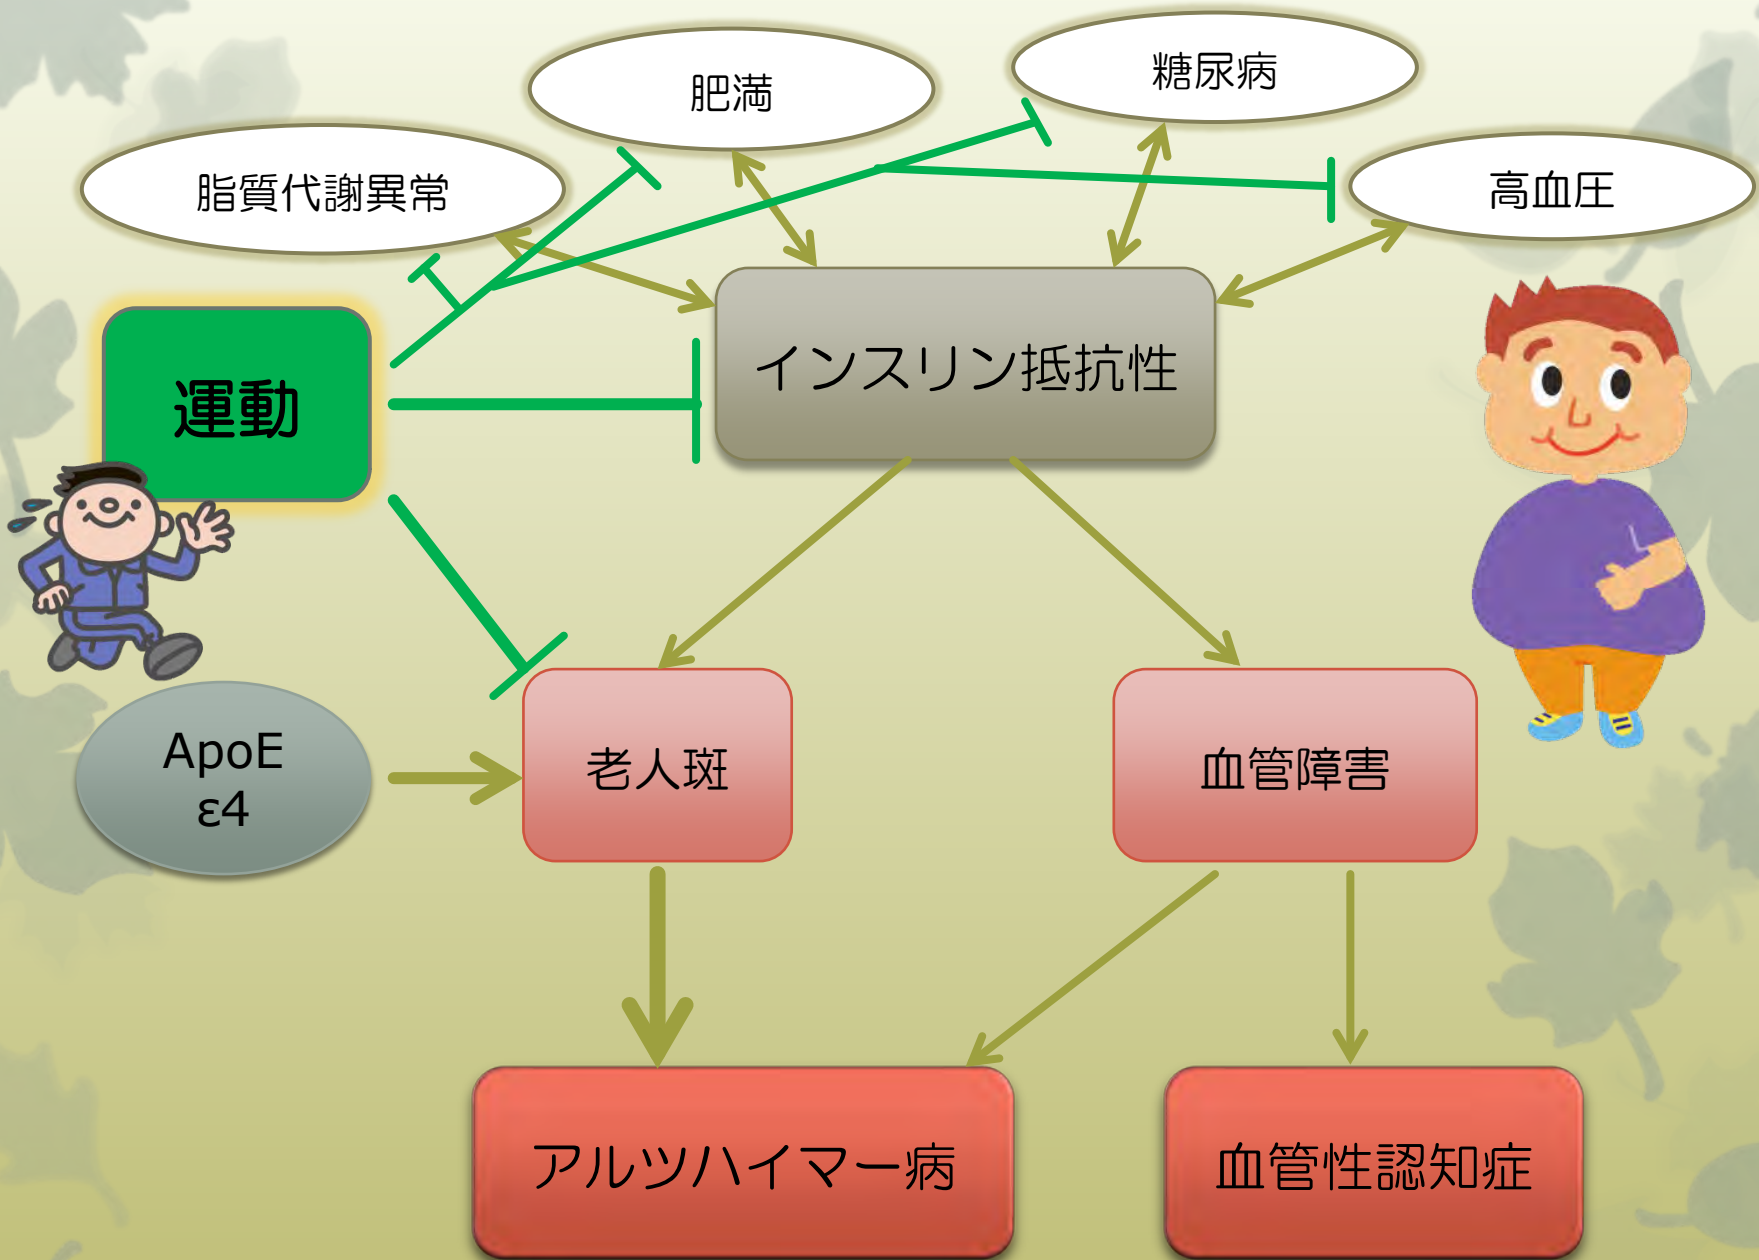 肥満
糖尿病
脂質代謝異常
高血圧
インスリン抵抗性
運動
ApoE
ε4
老人斑
血管障害
アルツハイマー病
血管性認知症